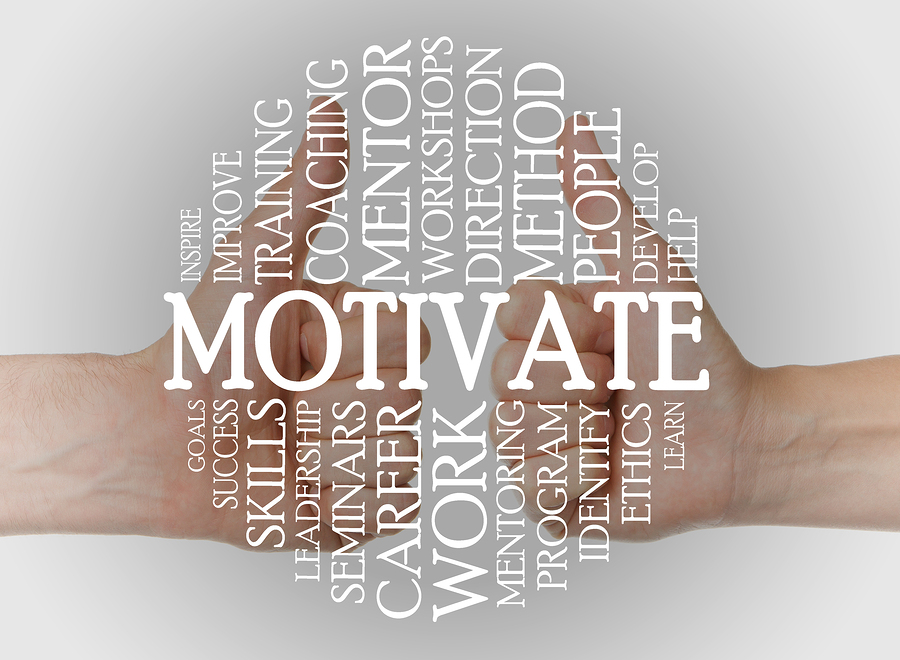 INSPIRE
IMPROVE
TRAINING
COACHING
MENTOR
WORKSHOPS
DIRECTION
METHOD
PEOPLE
DEVELOP
HELP
MOTIVATE
GOALS
SUCCESS
SKILLS
LEADERSHIP
SEMINARS
CAREER
WORK
MENTORING
PROGRAM
IDENTIFY
ETHICS
LEARN